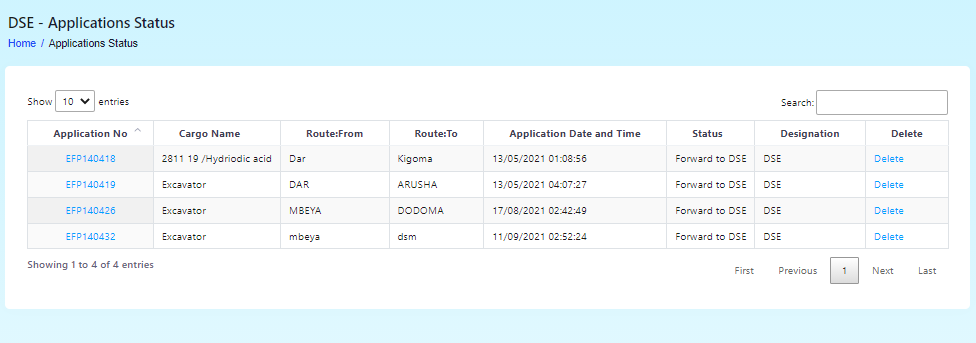 DSE - Applications Status
Home / Applications Status
Show 10 entries Search:
Application No Cargo Name Route:From Route:To Application Date and Time Status Designation Delete
EFP140418 2811 19 /Hydriodic acid Dar Kigoma 13/05/2021 01:08:56 Forward to DSE DSE Delete
EFP140419 Excavator DAR ARUSHA 13/05/2021 04:07:27 Forward to DSE DSE Delete
EFP140426 Excavator MBEYA DODOMA 17/08/2021 02:42:49 Forward to DSE DSE Delete
EFP140432 Excavator mbeya dsm 11/09/2021 02:52:24 Forward to DSE DSE Delete
Showing 1 to 4 of 4 entries
First Previous 1 Next Last